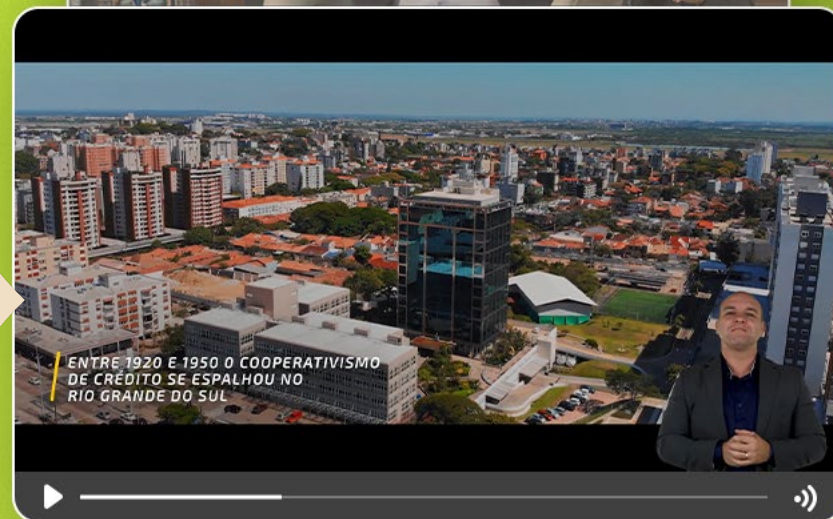 ENTRE 1920 E 1950 O COOPERATIVISMO
DE CRÉDITO SE ESPALHOU NO
RIO GRANDE DO SUL